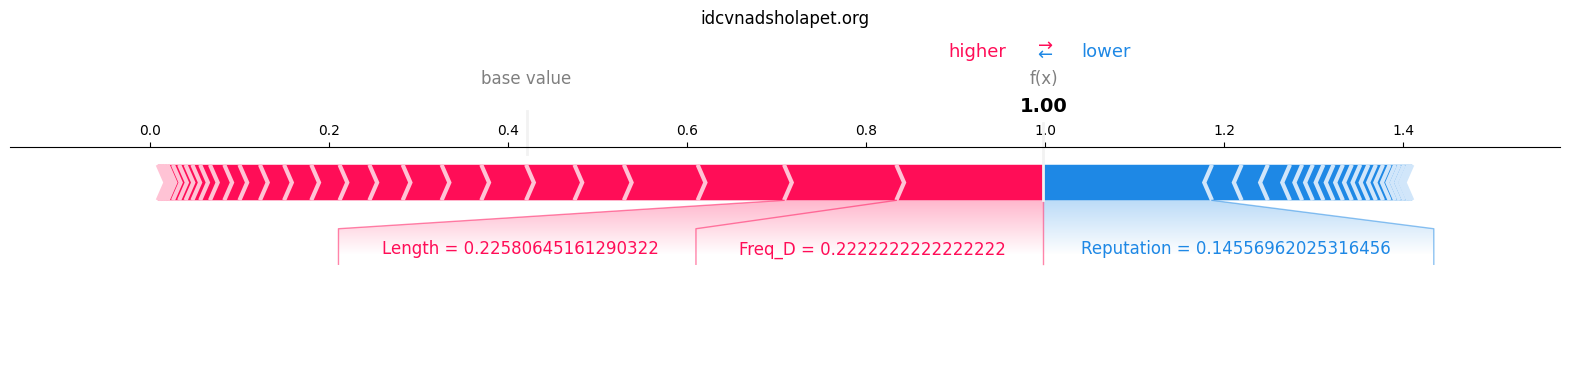 idcvnadsholapet.org
higher ⇄ lower
base value f(x)
1.00
0.0 0.2 0.4 0.6 0.8 1.0 1.2 1.4
Length = 0.22580645161290322 Freq_D = 0.2222222222222222 Reputation = 0.14556962025316456